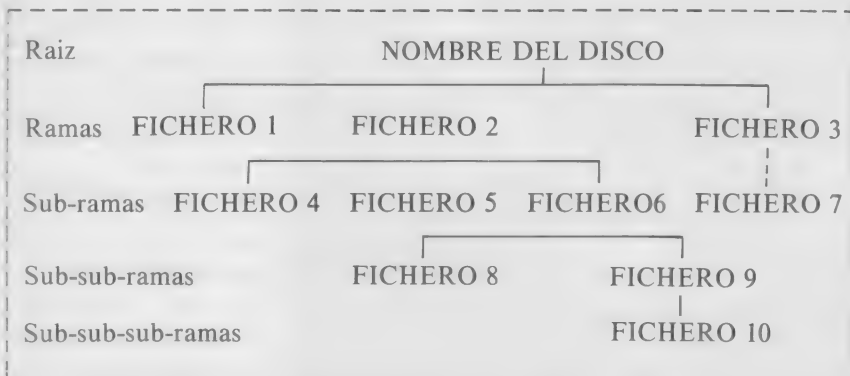 Raiz NOMBRE DEL DISCO
Ramas FICHERO 1 FICHERO 2 FICHERO 3
Sub-ramas FICHERO 4 FICHERO 5 FICHERO6 FICHERO 7
Sub-sub-ramas FICHERO 8 FICHERO 9
Sub-sub-sub-ramas FICHERO 10